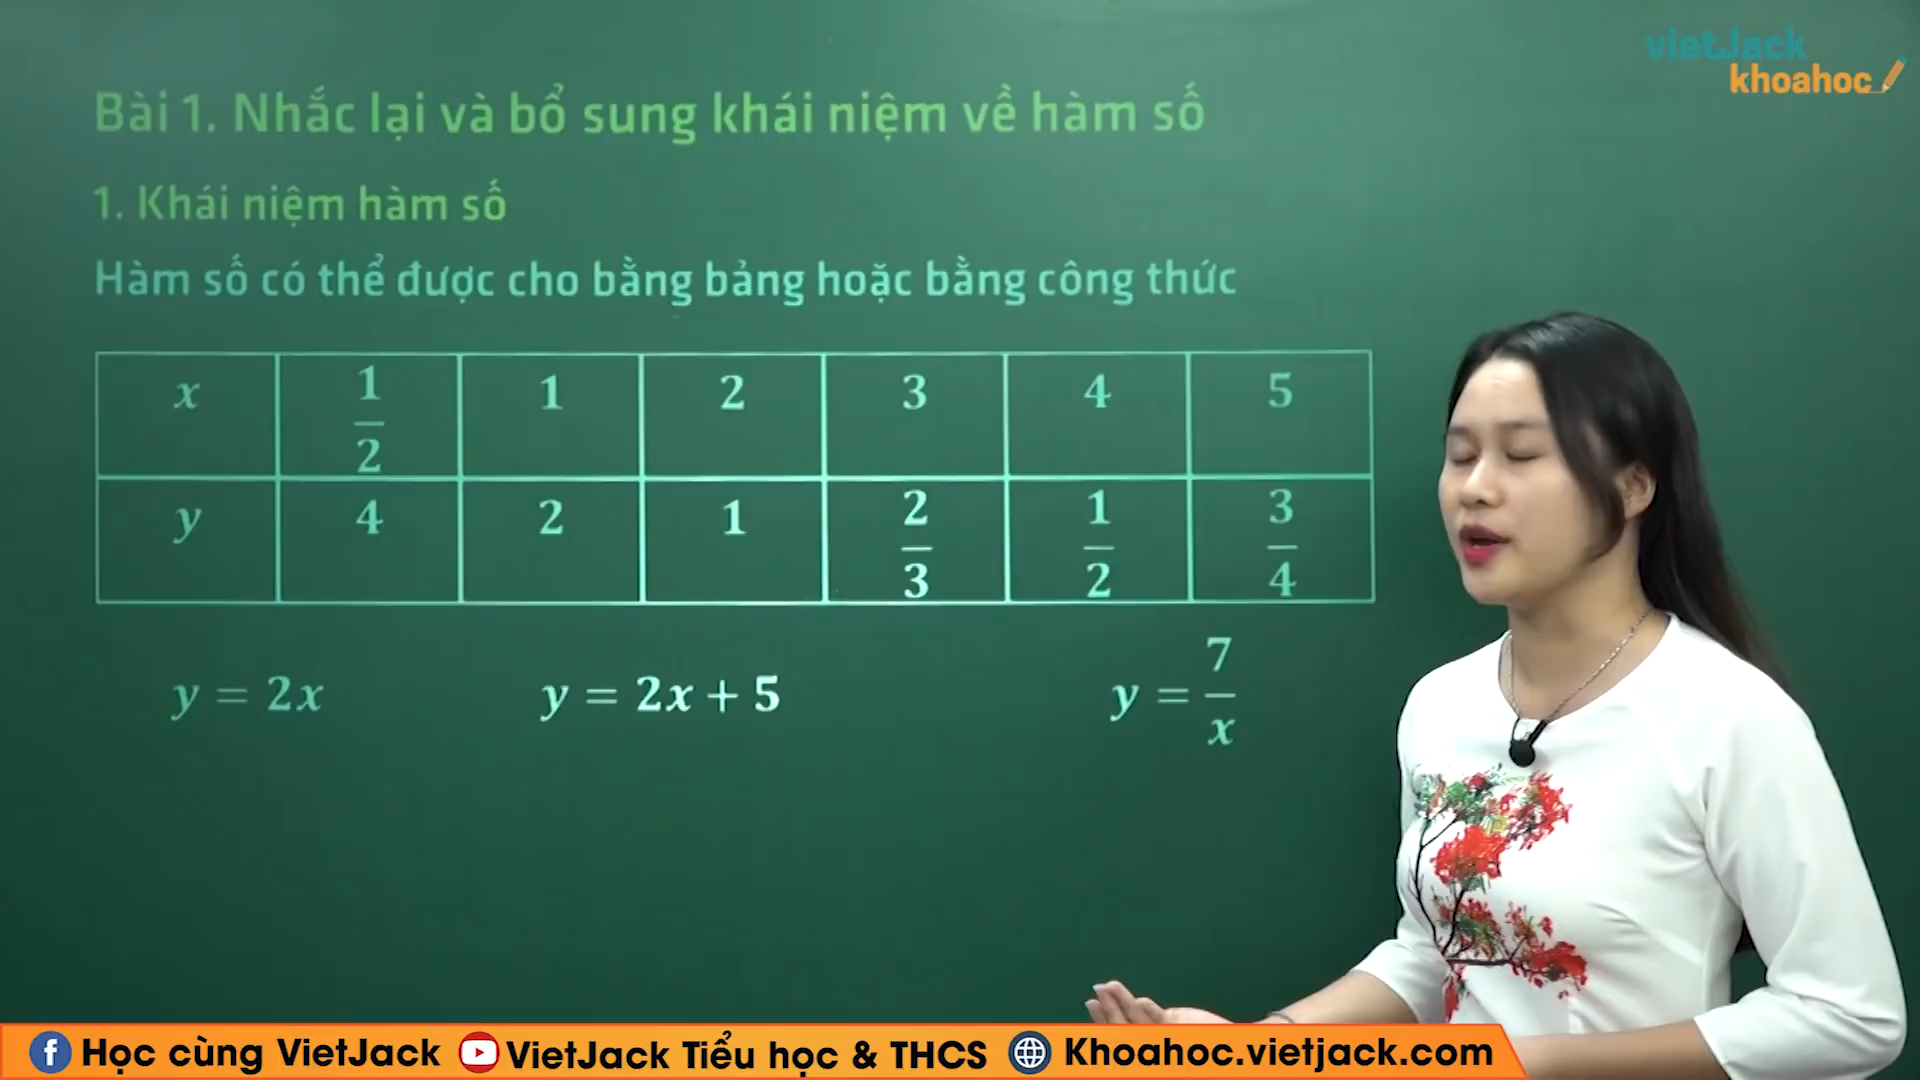 vietJack
khoahoc
Bài 1. Nhắc lại và bổ sung khái niệm về hàm số
1. Khái niệm hàm số
Hàm số có thể được cho bằng bảng hoặc bằng công thức
x 1/2 1 2 3 4 5
y 4 2 1 2/3 1/2 3/4
y = 2x y = 2x + 5 y = 7/x
Học cùng VietJack VietJack Tiểu học & THCS Khoahoc.vietjack.com